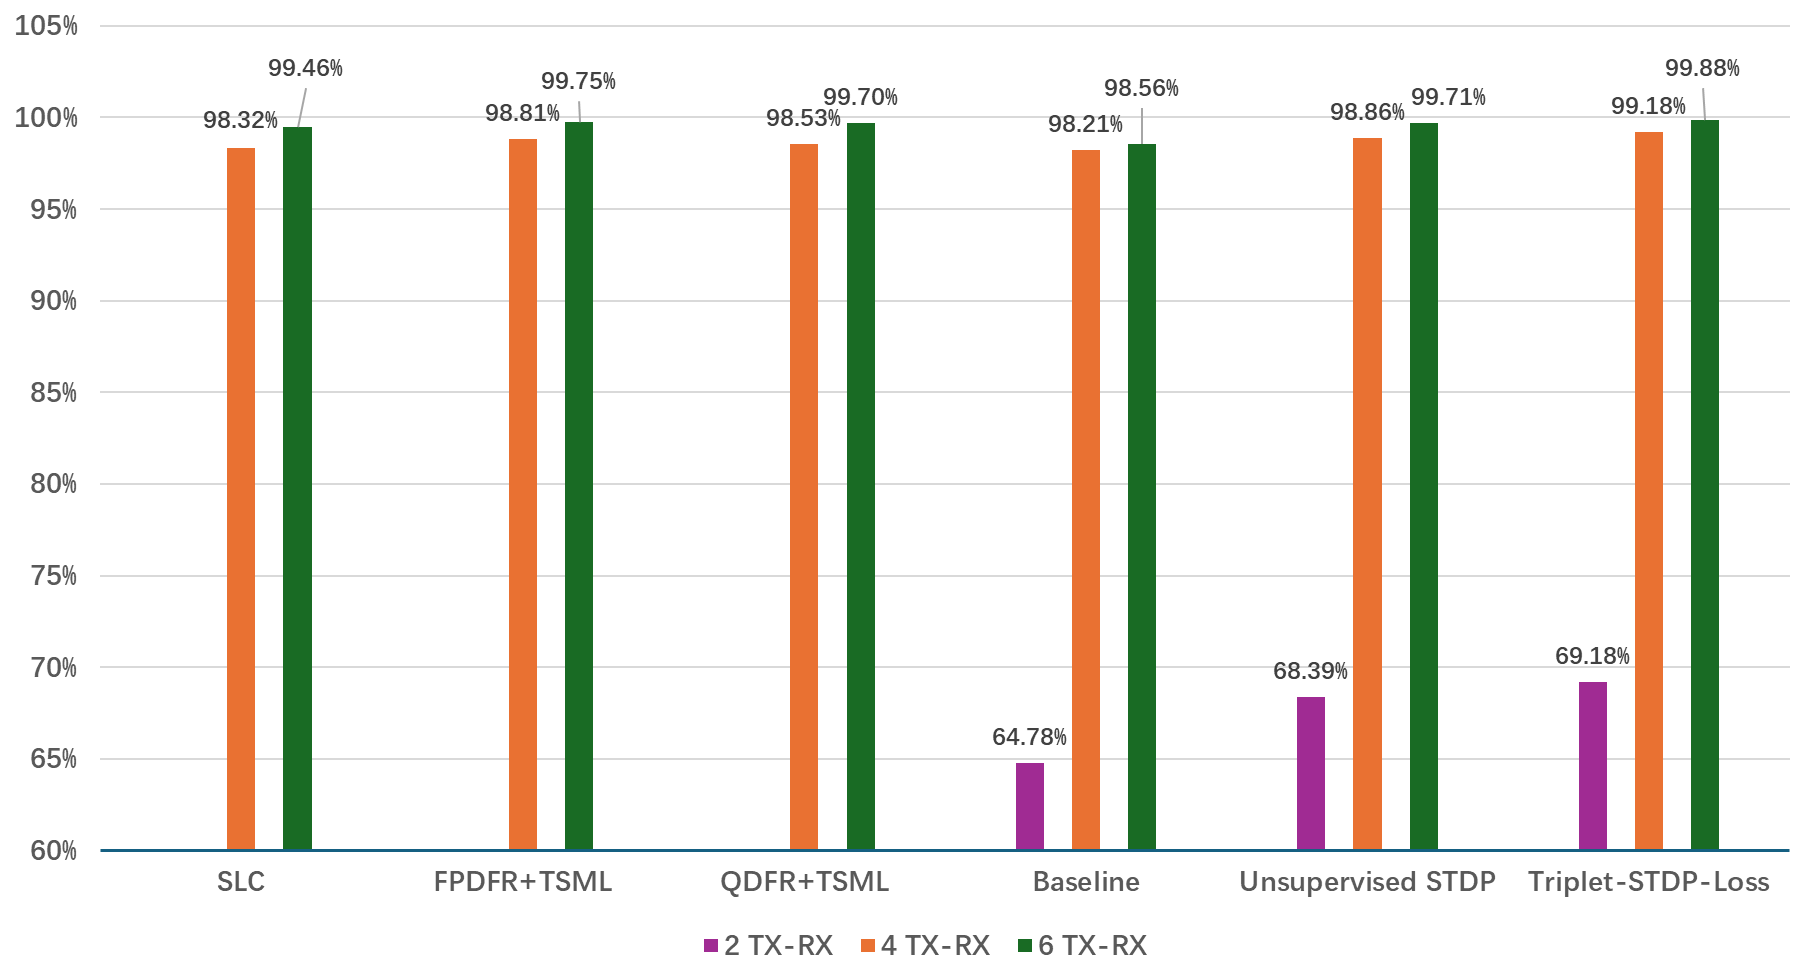 105%
100%
95%
90%
85%
80%
75%
70%
65%
60%
98.32%
99.46%
98.81%
99.75%
98.53%
99.70%
64.78%
98.21%
98.56%
68.39%
98.86%
99.71%
69.18%
99.18%
99.88%
SLC
FPDFR+TSML
QDFR+TSML
Baseline
Unsupervised STDP
Triplet-STDP-Loss
2 TX-RX
4 TX-RX
6 TX-RX